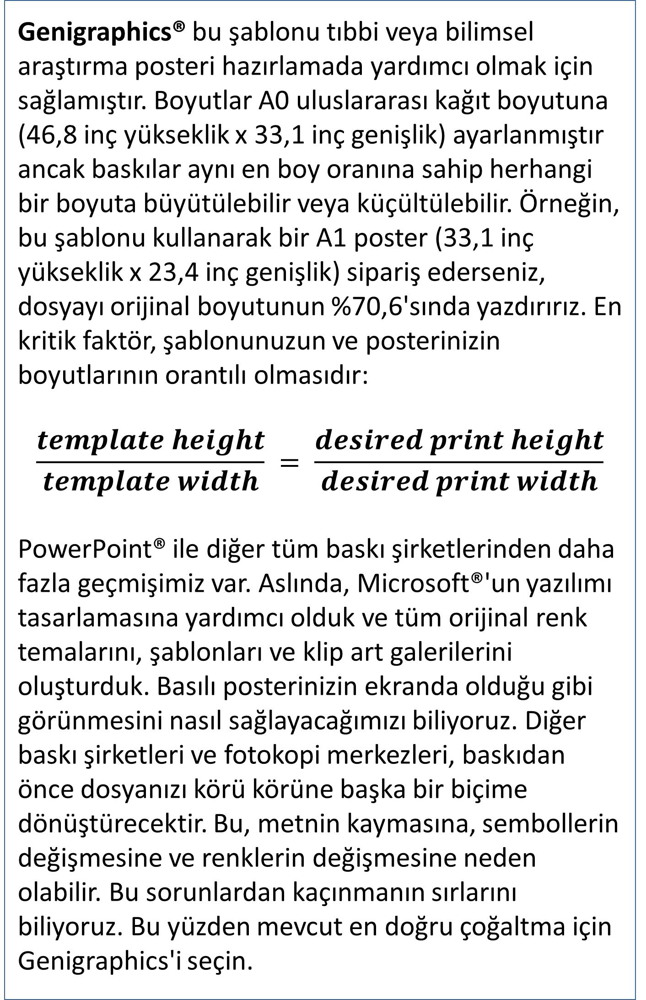 Genigraphics® bu şablonu tıbbi veya bilimsel
araştırma posteri hazırlamada yardımcı olmak için
sağlamıştır. Boyutlar A0 uluslararası kağıt boyutuna
(46,8 inç yükseklik x 33,1 inç genişlik) ayarlanmıştır
ancak baskılar aynı en boy oranına sahip herhangi
bir boyuta büyütülebilir veya küçültülebilir. Örneğin,
bu şablonu kullanarak bir A1 poster (33,1 inç
yükseklik x 23,4 inç genişlik) sipariş ederseniz,
dosyayı orijinal boyutunun %70,6'sında yazdırırız. En
kritik faktör, şablonunuzun ve posterinizin
boyutlarının orantılı olmasıdır:
template height = desired print height
template width desired print width
PowerPoint® ile diğer tüm baskı şirketlerinden daha
fazla geçmişimiz var. Aslında, Microsoft®'un yazılımı
tasarlamasına yardımcı olduk ve tüm orijinal renk
temalarını, şablonları ve klip art galerilerini
oluşturduk. Basılı posterinizin ekranda olduğu gibi
görünmesini nasıl sağlayacağımızı biliyoruz. Diğer
baskı şirketleri ve fotokopi merkezleri, baskıdan
önce dosyanızı körü körüne başka bir biçime
dönüştürecektir. Bu, metnin kaymasına, sembollerin
değişmesine ve renklerin değişmesine neden
olabilir. Bu sorunlardan kaçınmanın sırlarını
biliyoruz. Bu yüzden mevcut en doğru çoğaltma için
Genigraphics'i seçin.